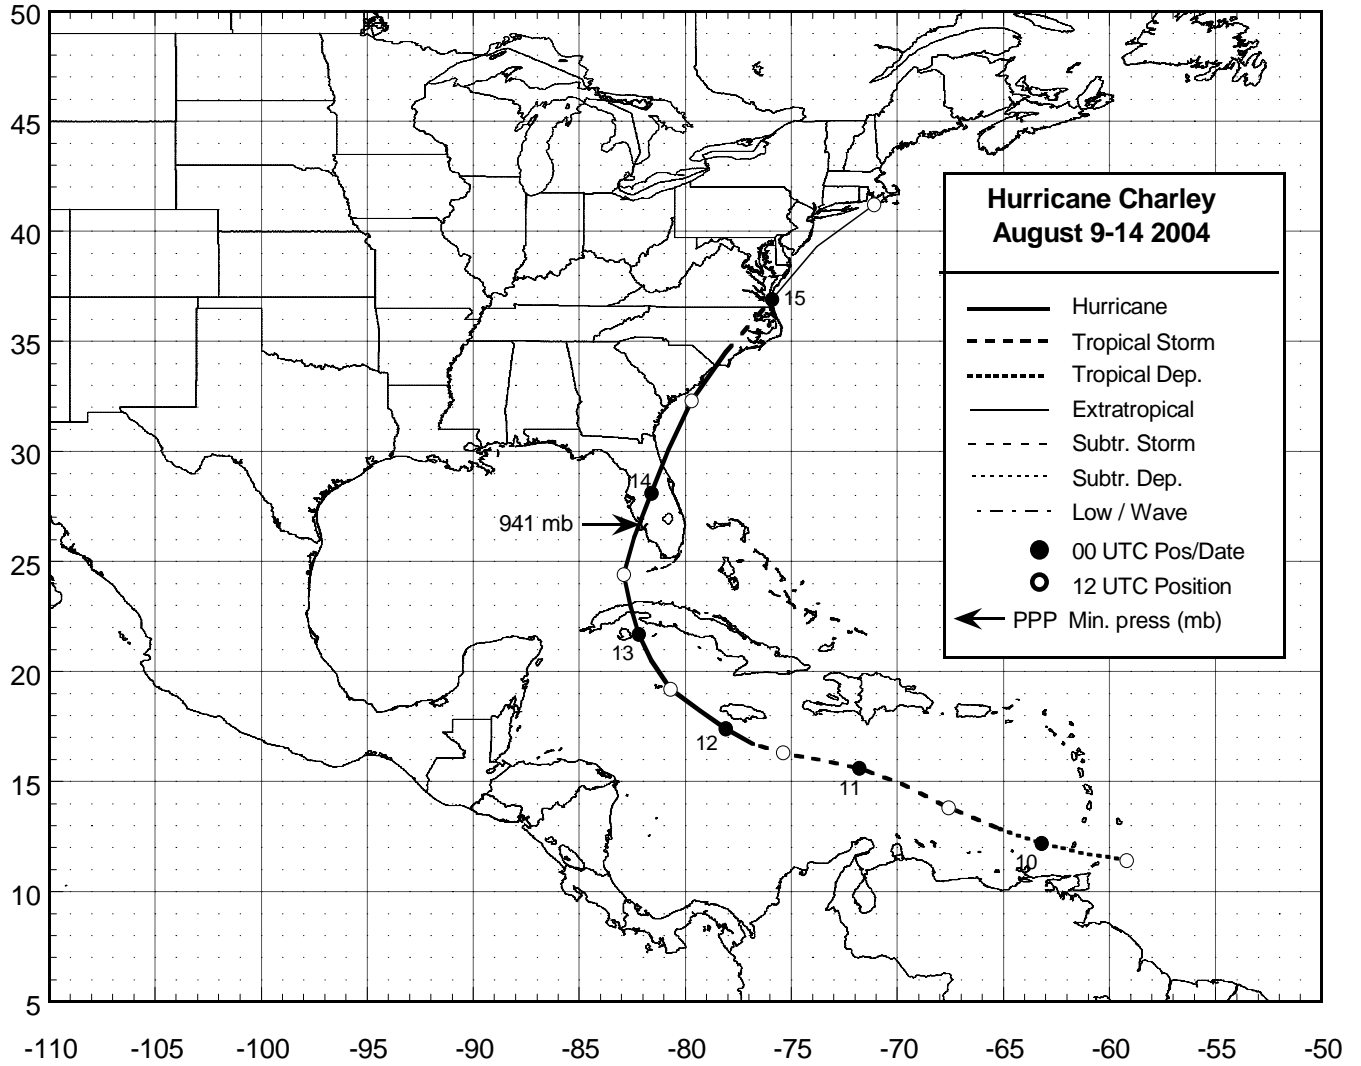 50
45
40
35
30
25
20
15
10
5
-110 -105 -100 -95 -90 -85 -80 -75 -70 -65 -60 -55 -50
Hurricane Charley
August 9-14 2004
Hurricane
Tropical Storm
Tropical Dep.
Extratropical
Subtr. Storm
Subtr. Dep.
Low / Wave
00 UTC Pos/Date
12 UTC Position
PPP Min. press (mb)
15
14
941 mb
13
12
11
10